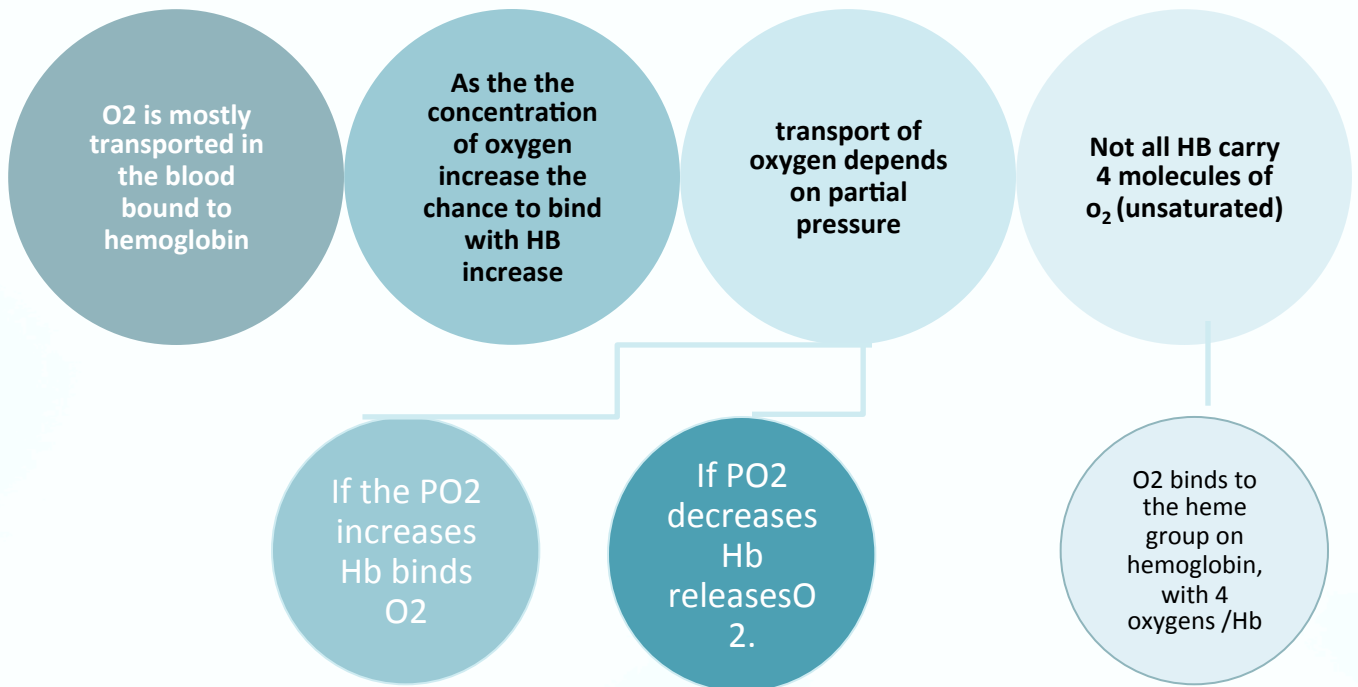 O2 is mostly
transported in
the blood
bound to
hemoglobin
As the the
concentration
of oxygen
increase the
chance to bind
with HB
increase
transport of
oxygen depends
on partial
pressure
Not all HB carry
4 molecules of
o₂ (unsaturated)
If the PO2
increases
Hb binds
O2
If PO2
decreases
Hb
releasesO
2.
O2 binds to
the heme
group on
hemoglobin,
with 4
oxygens /Hb